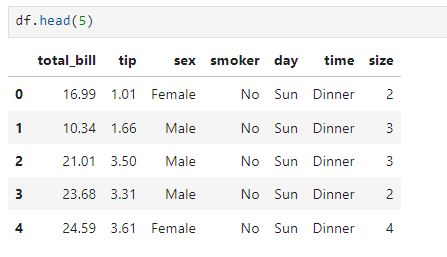 df.head(5)
total_bill tip sex smoker day time size
0 16.99 1.01 Female No Sun Dinner 2
1 10.34 1.66 Male No Sun Dinner 3
2 21.01 3.50 Male No Sun Dinner 3
3 23.68 3.31 Male No Sun Dinner 2
4 24.59 3.61 Female No Sun Dinner 4